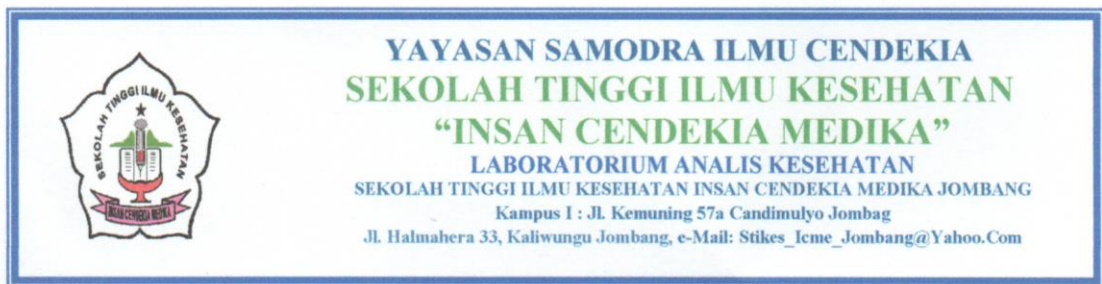 YAYASAN SAMODRA ILMU CENDEKIA
SEKOLAH TINGGI ILMU KESEHATAN
“INSAN CENDEKIA MEDIKA”
LABORATORIUM ANALIS KESEHATAN
SEKOLAH TINGGI ILMU KESEHATAN INSAN CENDEKIA MEDIKA JOMBANG
Kampus I : Jl. Kemuning 57a Candimulyo Jombag
Jl. Halmahera 33, Kaliwungu Jombang, e-Mail: Stikes_Icme_Jombang@Yahoo.Com
SEKOLAH TINGGI ILMU KESEHATAN
INSAN CENDEKIA MEDIKA